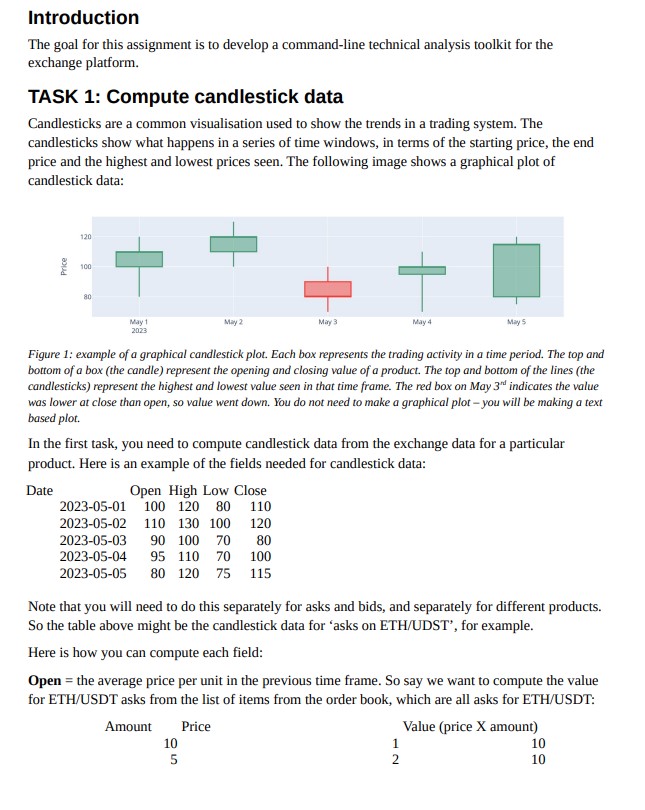 Introduction
The goal for this assignment is to develop a command-line technical analysis toolkit for the
exchange platform.
TASK 1: Compute candlestick data
Candlesticks are a common visualisation used to show the trends in a trading system. The
candlesticks show what happens in a series of time windows, in terms of the starting price, the end
price and the highest and lowest prices seen. The following image shows a graphical plot of
candlestick data:
120
100
80
Price
May 1
2023
May 2
May 3
May 4
May 5
Figure 1: example of a graphical candlestick plot. Each box represents the trading activity in a time period. The top and
bottom of a box (the candle) represent the opening and closing value of a product. The top and bottom of the lines (the
candlesticks) represent the highest and lowest value seen in that time frame. The red box on May 3rd indicates the value
was lower at close than open, so value went down. You do not need to make a graphical plot – you will be making a text
based plot.
In the first task, you need to compute candlestick data from the exchange data for a particular
product. Here is an example of the fields needed for candlestick data:
Date Open High Low Close
2023-05-01 100 120 80 110
2023-05-02 110 130 100 120
2023-05-03 90 100 70 80
2023-05-04 95 110 70 100
2023-05-05 80 120 75 115
Note that you will need to do this separately for asks and bids, and separately for different products.
So the table above might be the candlestick data for ‘asks on ETH/UDST’, for example.
Here is how you can compute each field:
Open = the average price per unit in the previous time frame. So say we want to compute the value
for ETH/USDT asks from the list of items from the order book, which are all asks for ETH/USDT:
Amount Price Value (price X amount)
10 1 10
5 2 10